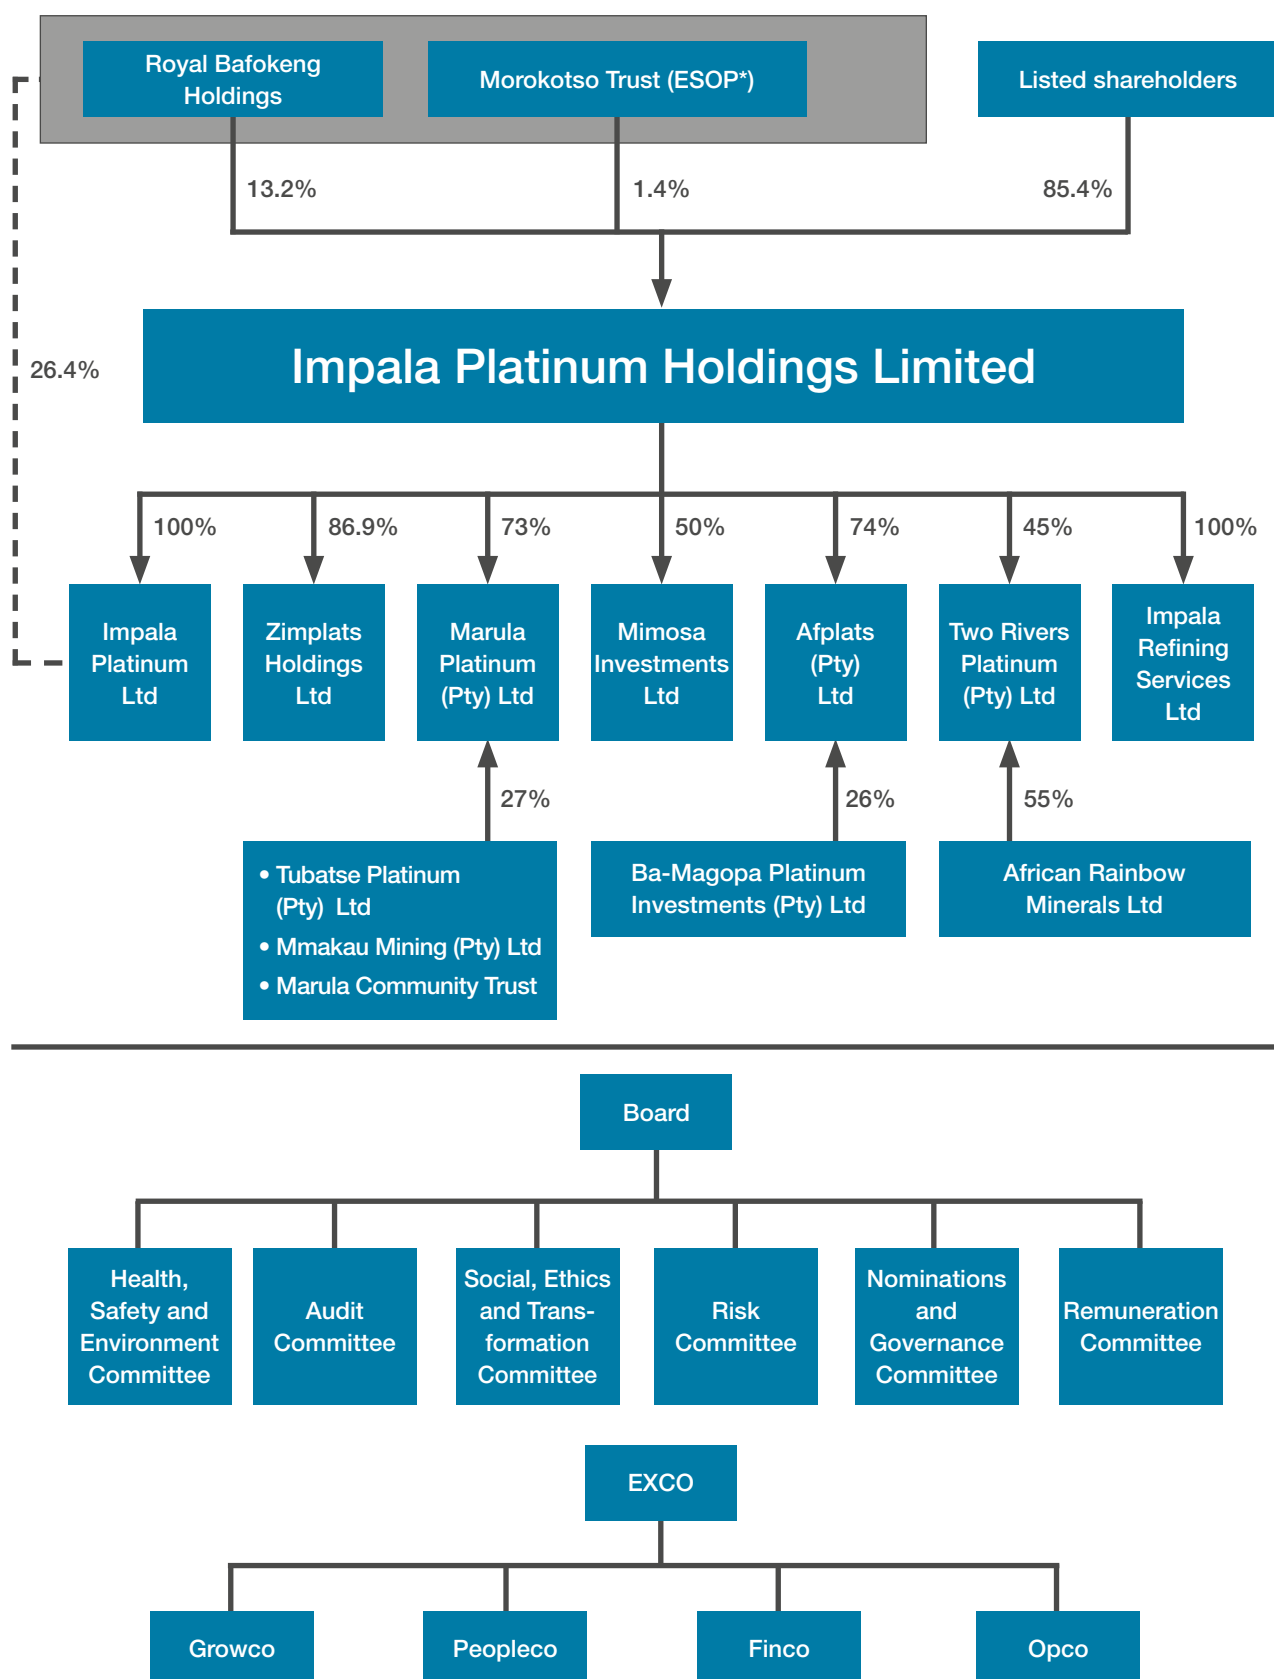 Royal Bafokeng
Holdings
Morokotso Trust (ESOP*)
Listed shareholders
13.2%
1.4%
85.4%
Impala Platinum Holdings Limited
26.4%
100%
86.9%
73%
50%
74%
45%
100%
Impala
Platinum
Ltd
Zimplats
Holdings
Ltd
Marula
Platinum
(Pty) Ltd
Mimosa
Investments
Ltd
Afplats
(Pty)
Ltd
Two Rivers
Platinum
(Pty) Ltd
Impala
Refining
Services
Ltd
27%
26%
55%
• Tubatse Platinum
(Pty) Ltd
• Mmakau Mining (Pty) Ltd
• Marula Community Trust
Ba-Magopa Platinum
Investments (Pty) Ltd
African Rainbow
Minerals Ltd
Board
Health,
Safety and
Environment
Committee
Audit
Committee
Social, Ethics
and Trans-
formation
Committee
Risk
Committee
Nominations
and
Governance
Committee
Remuneration
Committee
EXCO
Growco
Peopleco
Finco
Opco